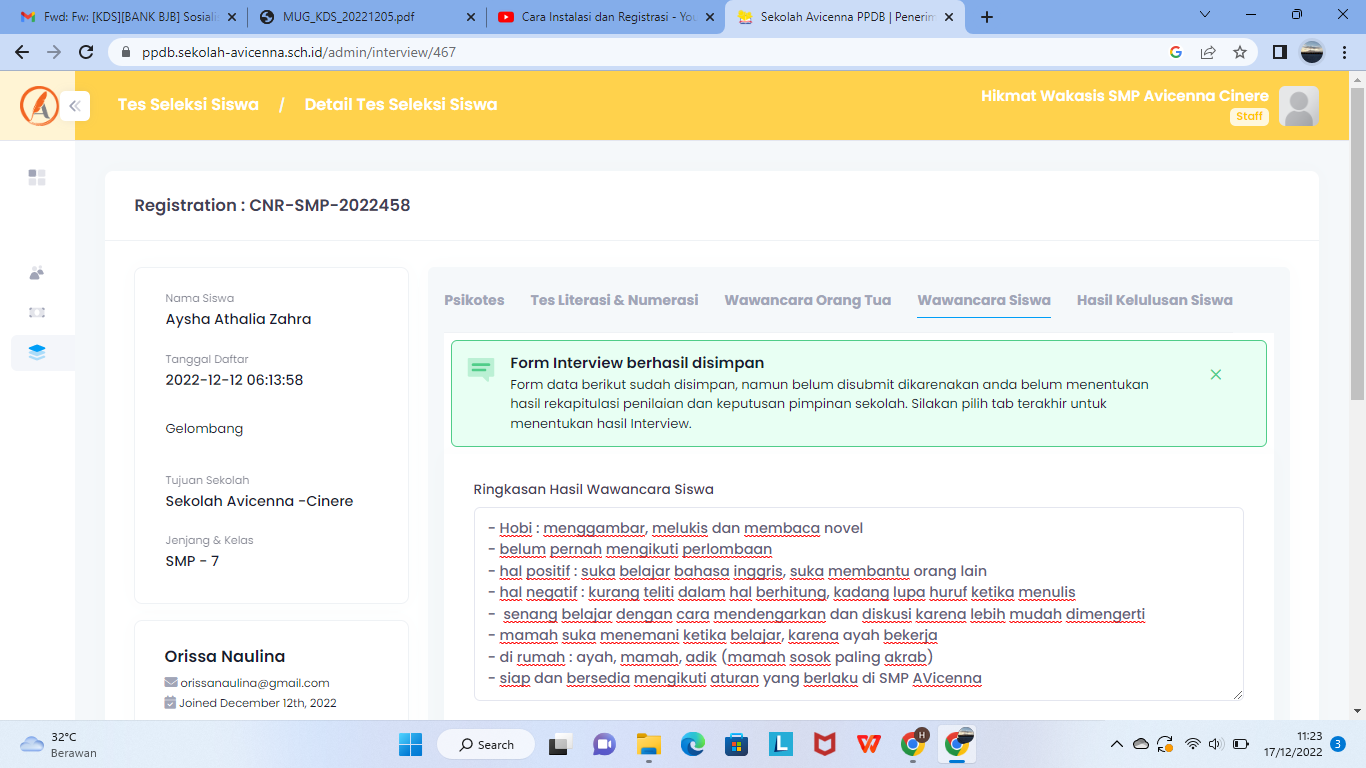 Fwd: Fw: [KDS][BANK BJB] Sosiali
MUG_KDS_20221205.pdf
Cara Instalasi dan Registrasi - You
Sekolah Avicenna PPDB | Penerim
ppdb.sekolah-avicenna.sch.id/admin/interview/467
Tes Seleksi Siswa / Detail Tes Seleksi Siswa
Hikmat Wakasis SMP Avicenna Cinere
Staff
Registration : CNR-SMP-2022458
Nama Siswa
Aysha Athalia Zahra
Tanggal Daftar
2022-12-12 06:13:58
Gelombang
Tujuan Sekolah
Sekolah Avicenna -Cinere
Jenjang & Kelas
SMP - 7
Orissa Naulina
orissanaulina@gmail.com
Joined December 12th, 2022
Psikotes Tes Literasi & Numerasi Wawancara Orang Tua Wawancara Siswa Hasil Kelulusan Siswa
Form Interview berhasil disimpan
Form data berikut sudah disimpan, namun belum disubmit dikarenakan anda belum menentukan
hasil rekapitulasi penilaian dan keputusan pimpinan sekolah. Silakan pilih tab terakhir untuk
menentukan hasil Interview.
Ringkasan Hasil Wawancara Siswa
- Hobi : menggambar, melukis dan membaca novel
- belum pernah mengikuti perlombaan
- hal positif : suka belajar bahasa inggris, suka membantu orang lain
- hal negatif : kurang teliti dalam hal berhitung, kadang lupa huruf ketika menulis
- senang belajar dengan cara mendengarkan dan diskusi karena lebih mudah dimengerti
- mamah suka menemani ketika belajar, karena ayah bekerja
- di rumah : ayah, mamah, adik (mamah sosok paling akrab)
- siap dan bersedia mengikuti aturan yang berlaku di SMP AVicenna
32°C
Berawan
Search
H
11:23
17/12/2022
3